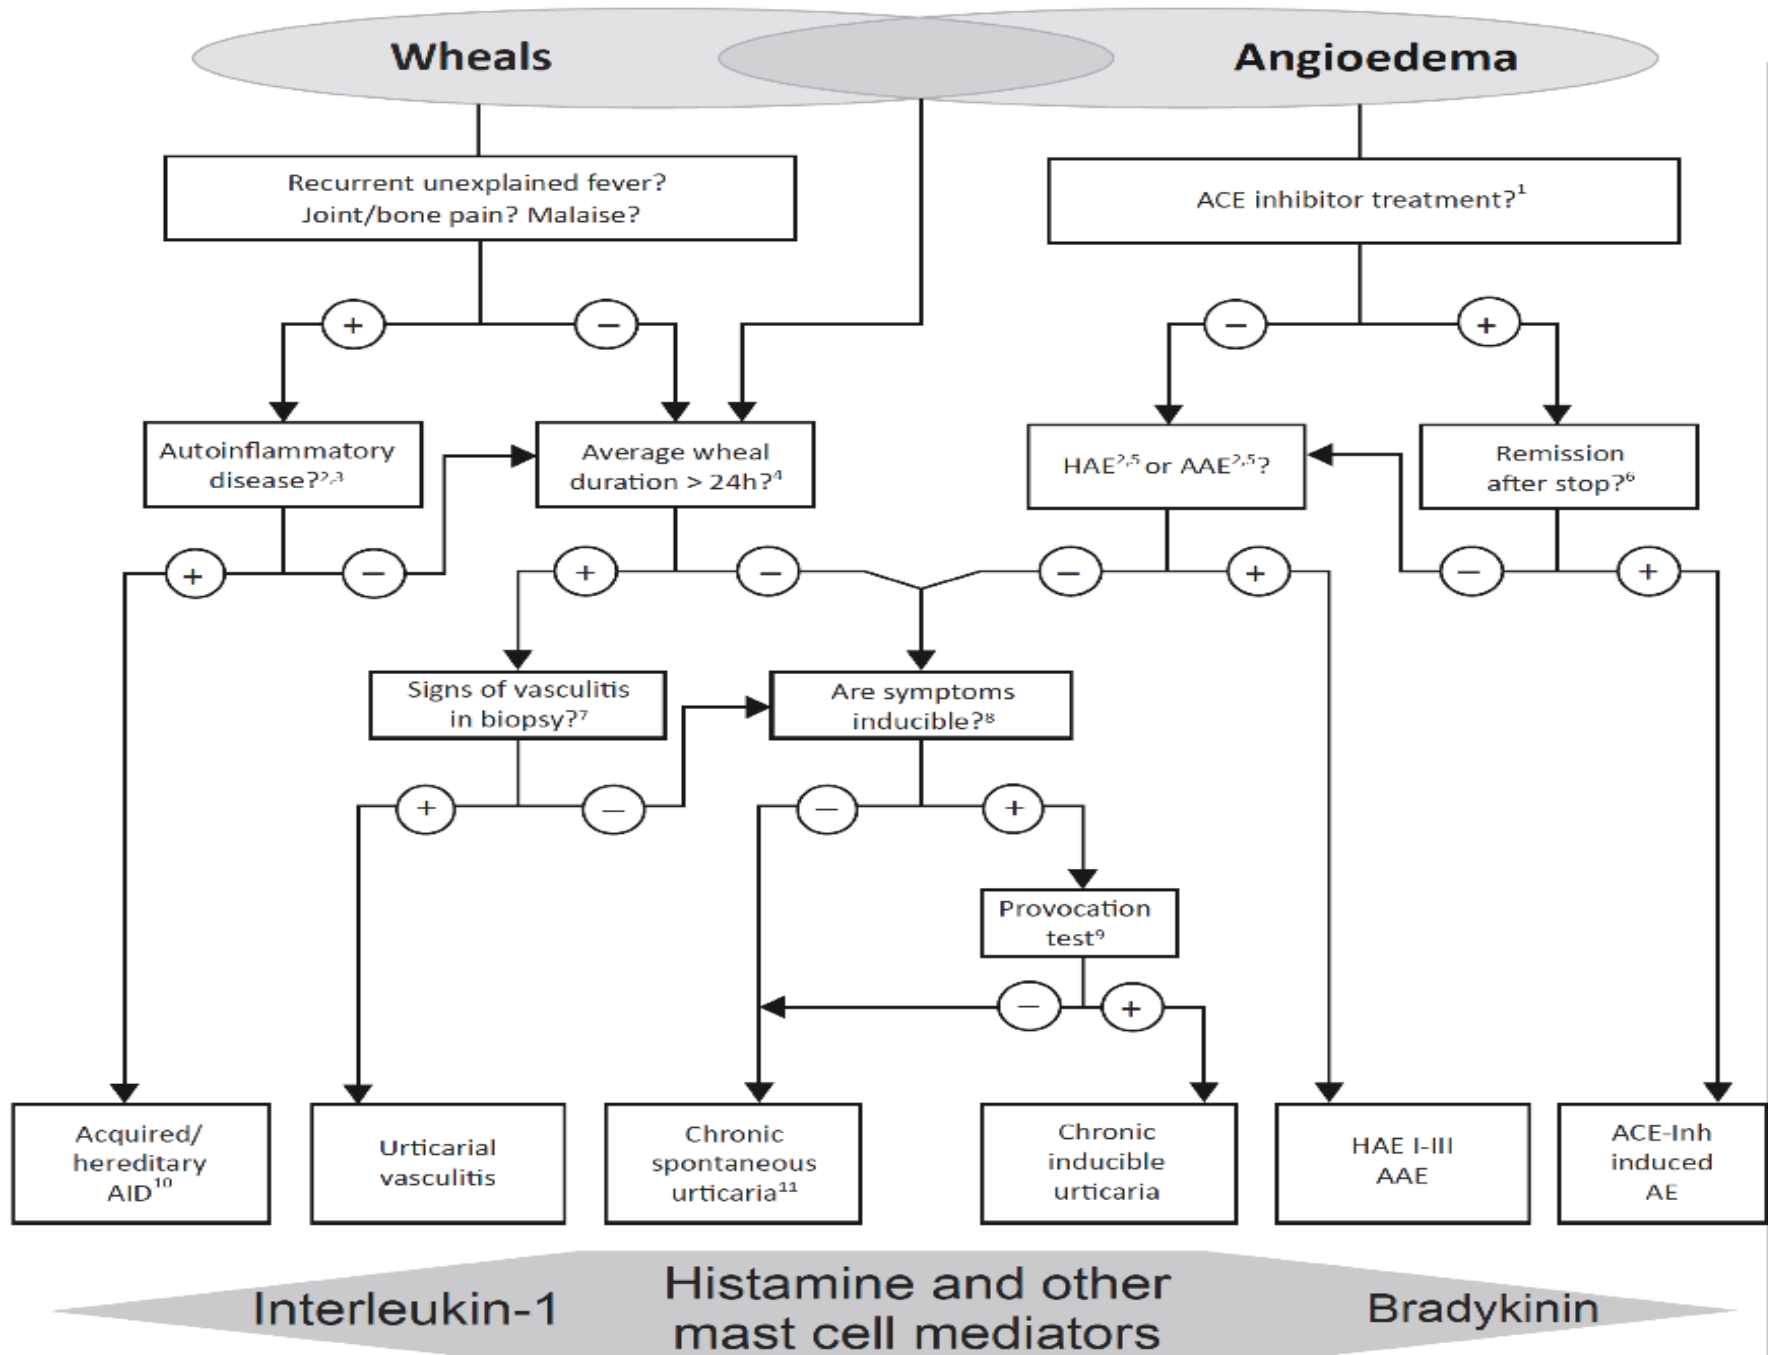 Wheals
Angioedema
Recurrent unexplained fever?
Joint/bone pain? Malaise?
ACE inhibitor treatment?¹
+
−
−
+
Autoinflammatory
disease?²,³
Average wheal
duration > 24h?⁴
HAE²,⁵ or AAE²,⁵?
Remission
after stop?⁶
+
−
+
−
−
+
−
+
Signs of vasculitis
in biopsy?⁷
Are symptoms
inducible?⁸
+
−
−
+
Provocation
test⁹
−
+
Acquired/
hereditary
AID¹⁰
Urticarial
vasculitis
Chronic
spontaneous
urticaria¹¹
Chronic
inducible
urticaria
HAE I-III
AAE
ACE-Inh
induced
AE
Interleukin-1
Histamine and other
mast cell mediators
Bradykinin